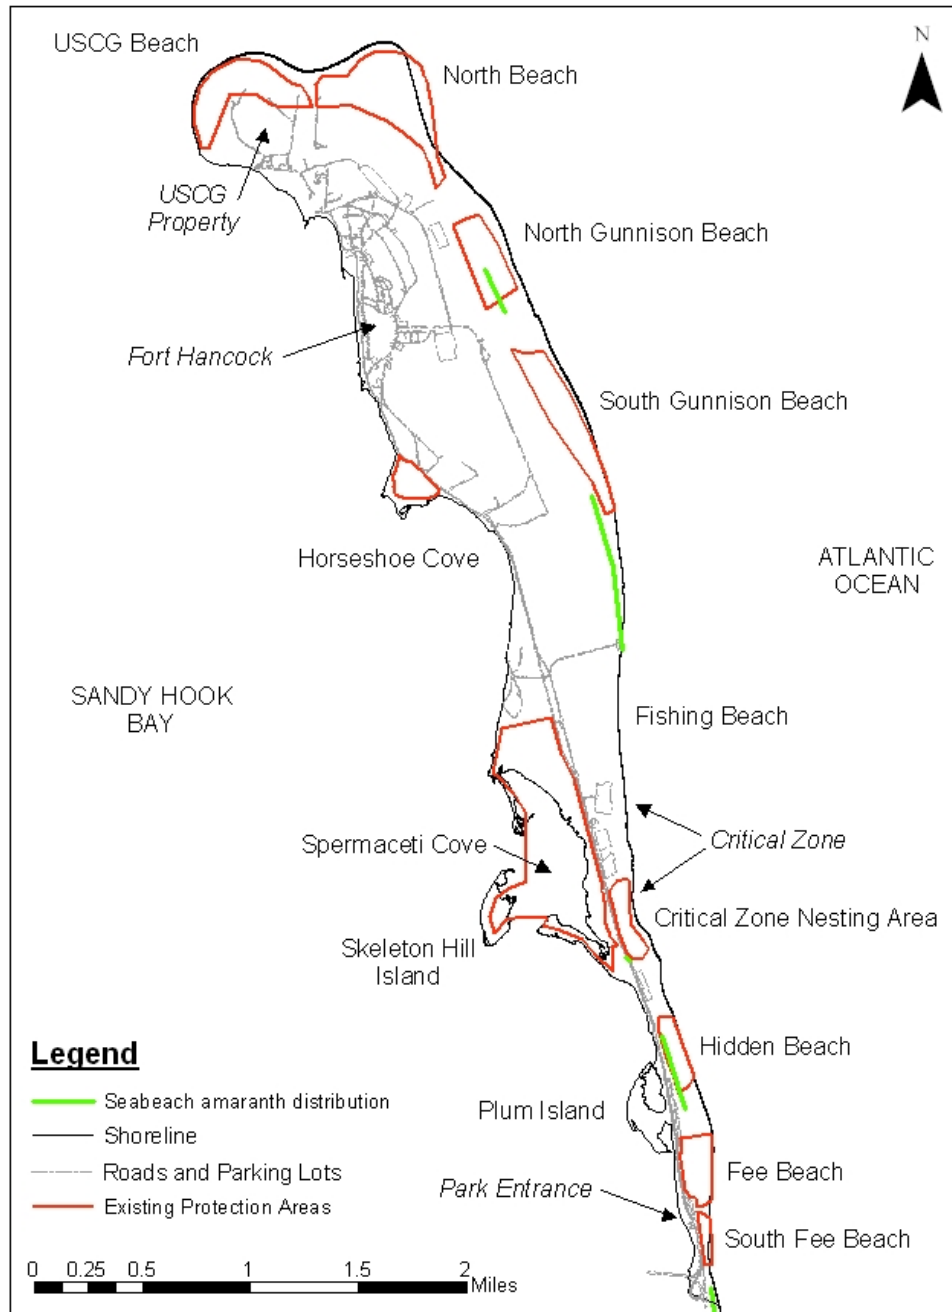 USCG Beach
N
North Beach
USCG
Property
North Gunnison Beach
Fort Hancock
South Gunnison Beach
Horseshoe Cove
ATLANTIC
OCEAN
SANDY HOOK
BAY
Fishing Beach
Spermaceti Cove
Critical Zone
Critical Zone Nesting Area
Skeleton Hill
Island
Legend
Hidden Beach
Seabeach amaranth distribution
Plum Island
Shoreline
Roads and Parking Lots
Fee Beach
Park Entrance
Existing Protection Areas
South Fee Beach
0 0.25 0.5 1 1.5 2
Miles